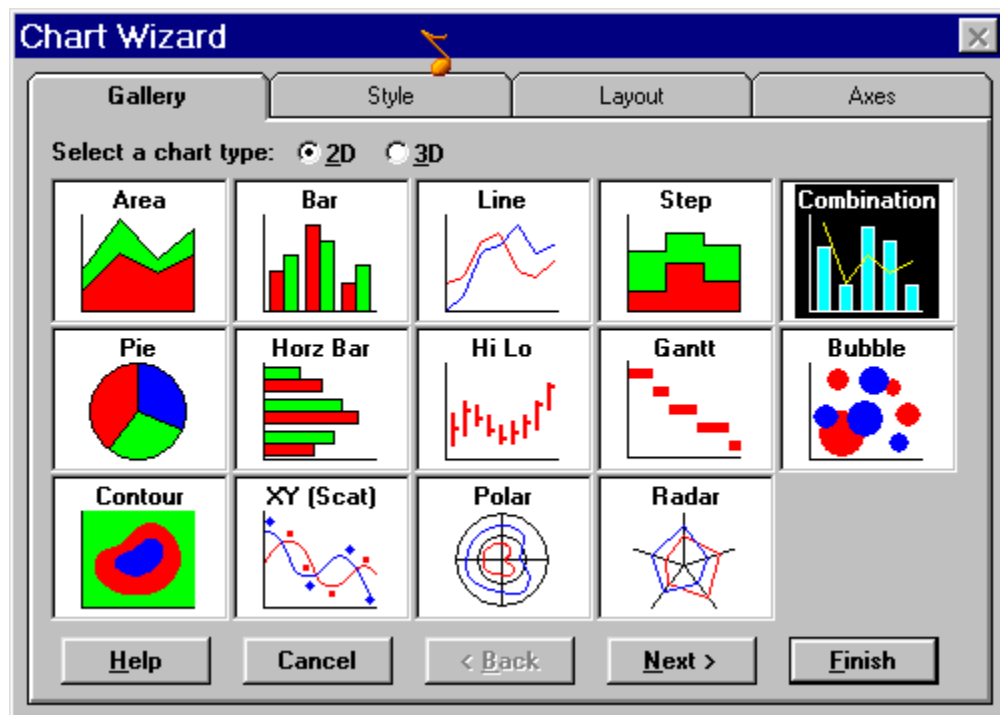 Chart Wizard
Gallery Style Layout Axes
Select a chart type: 2D 3D
Area Bar Line Step Combination
Pie Horz Bar Hi Lo Gantt Bubble
Contour XY (Scat) Polar Radar
Help Cancel < Back Next > Finish